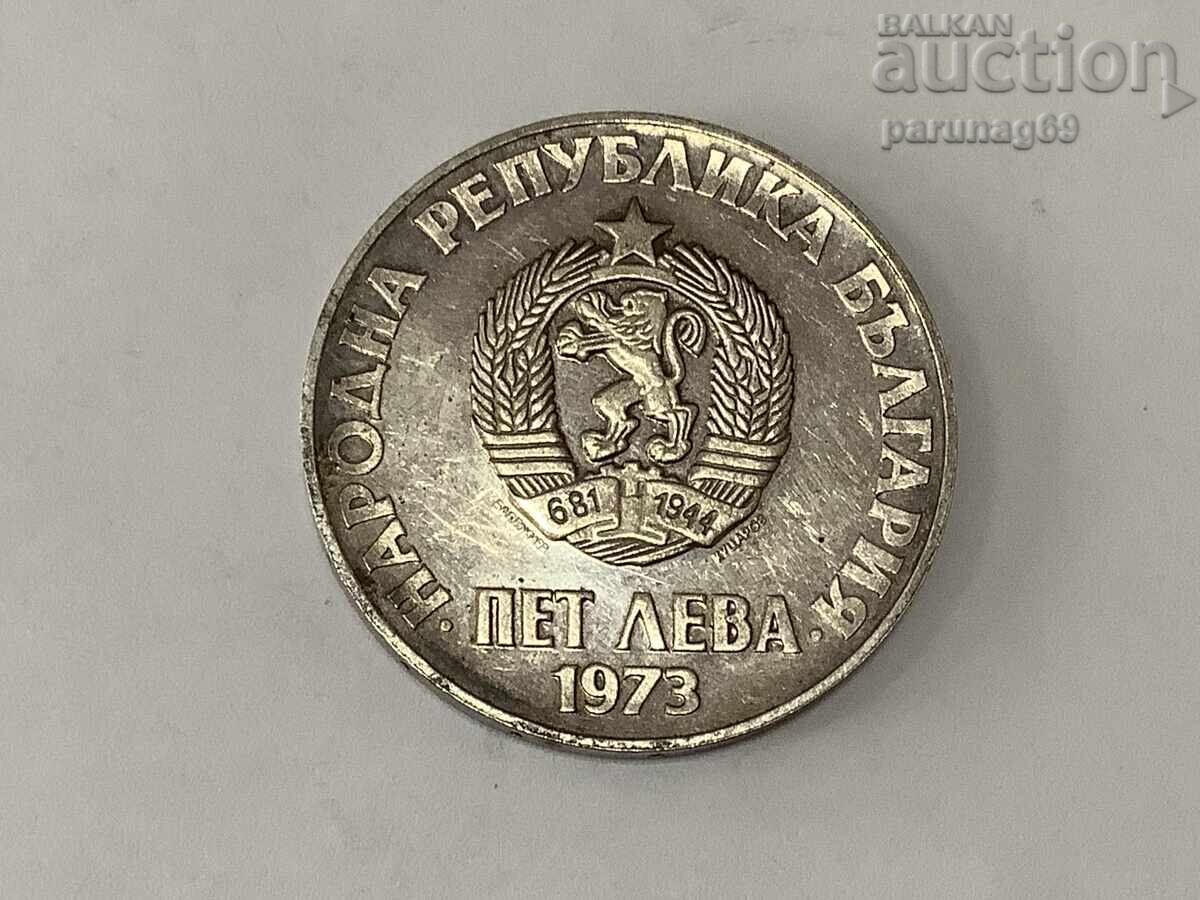 BALKAN
auction
parunag69
· НАРОДНА РЕПУБЛИКА БЪЛГАРИЯ ·
681 1944
ПЕТ ЛЕВА
1973